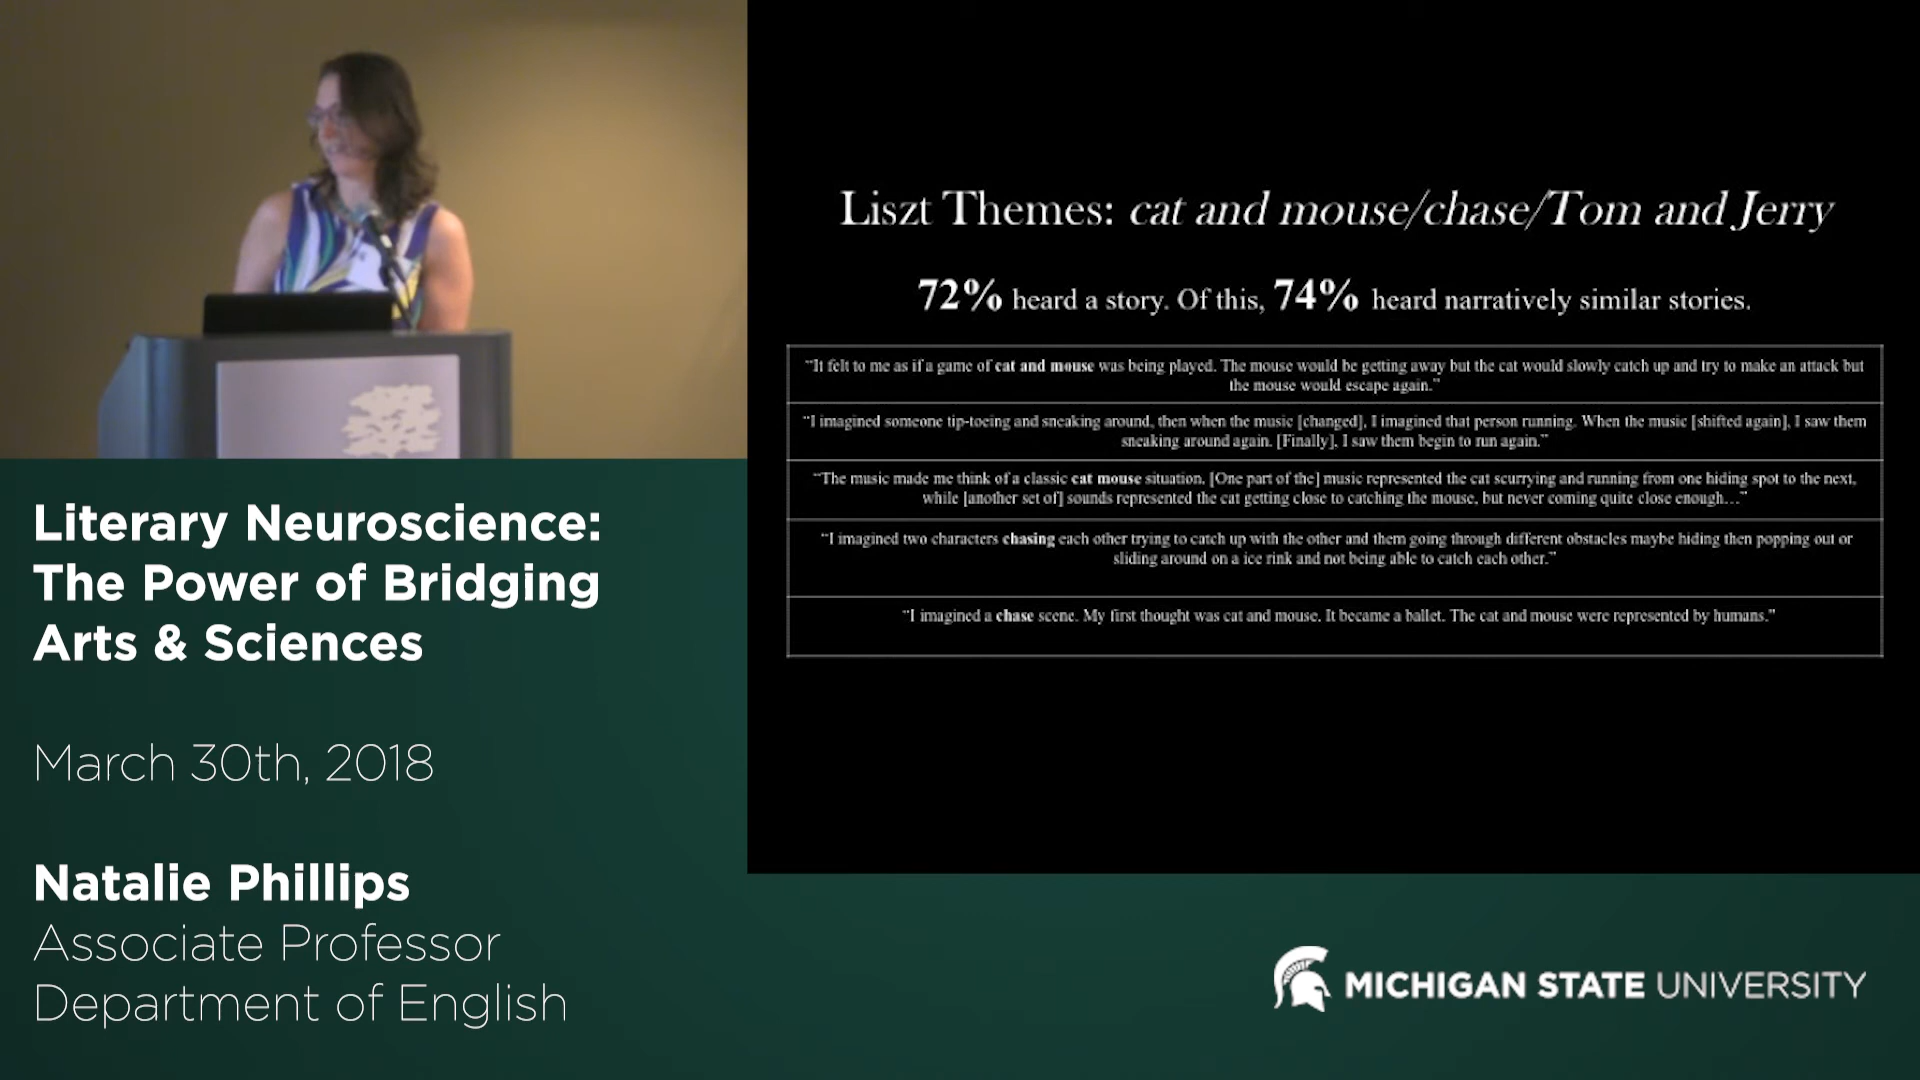 Liszt Themes: cat and mouse/chase/Tom and Jerry
72% heard a story. Of this, 74% heard narratively similar stories.
"It felt to me as if a game of cat and mouse was being played. The mouse would be getting away but the cat would slowly catch up and try to make an attack but
the mouse would escape again."
"I imagined someone tip-toeing and sneaking around, then when the music [changed], I imagined that person running. When the music [shifted again], I saw them
sneaking around again. [Finally], I saw them begin to run again."
"The music made me think of a classic cat mouse situation. [One part of the] music represented the cat scurrying and running from one hiding spot to the next,
while [another set of] sounds represented the cat getting close to catching the mouse, but never coming quite close enough…"
"I imagined two characters chasing each other trying to catch up with the other and them going through different obstacles maybe hiding then popping out or
sliding around on a ice rink and not being able to catch each other."
"I imagined a chase scene. My first thought was cat and mouse. It became a ballet. The cat and mouse were represented by humans."
Literary Neuroscience:
The Power of Bridging
Arts & Sciences
March 30th, 2018
Natalie Phillips
Associate Professor
Department of English
MICHIGAN STATE UNIVERSITY